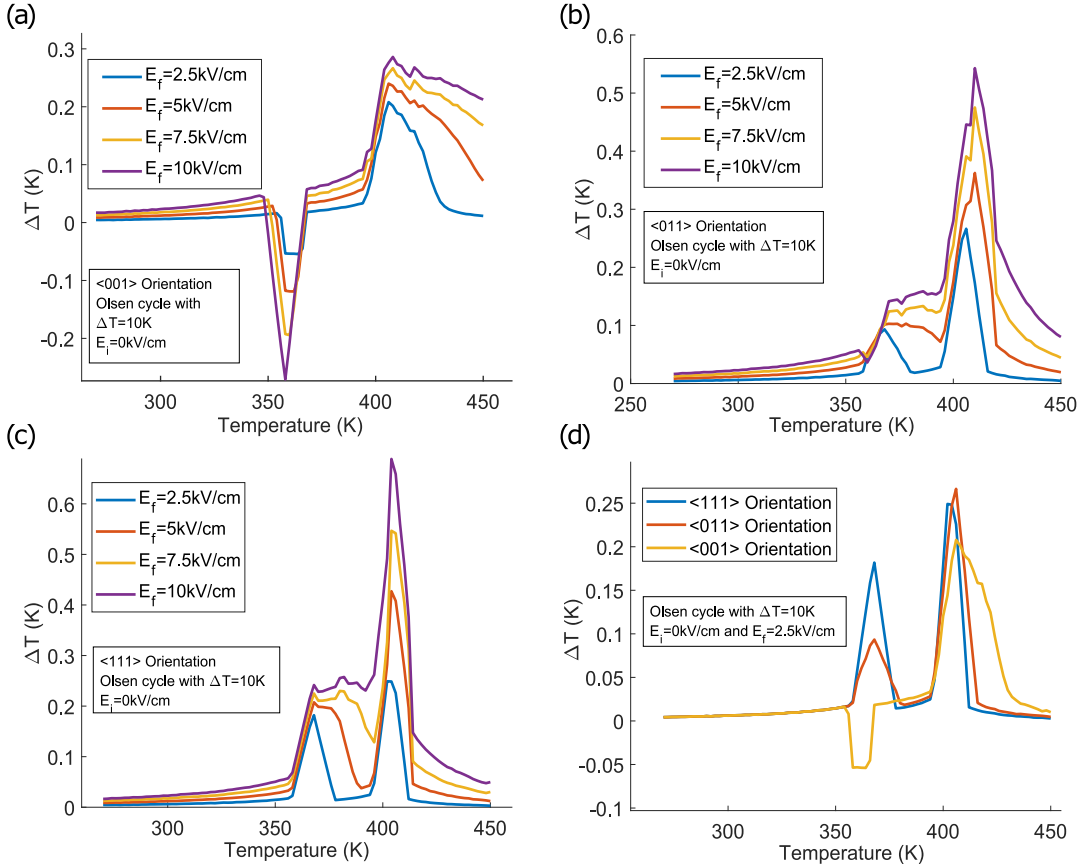 (a)
0.3
0.2
0.1
0
-0.1
-0.2
ΔT (K)
E_f=2.5kV/cm
E_f=5kV/cm
E_f=7.5kV/cm
E_f=10kV/cm
<001> Orientation
Olsen cycle with
ΔT=10K
E_i=0kV/cm
300 350 400 450
Temperature (K)
(b)
0.6
0.5
0.4
0.3
0.2
0.1
0
ΔT (K)
E_f=2.5kV/cm
E_f=5kV/cm
E_f=7.5kV/cm
E_f=10kV/cm
<011> Orientation
Olsen cycle with ΔT=10K
E_i=0kV/cm
250 300 350 400 450
Temperature (K)
(c)
0.6
0.5
0.4
0.3
0.2
0.1
0
ΔT (K)
E_f=2.5kV/cm
E_f=5kV/cm
E_f=7.5kV/cm
E_f=10kV/cm
<111> Orientation
Olsen cycle with ΔT=10K
E_i=0kV/cm
300 350 400 450
Temperature (K)
(d)
0.25
0.2
0.15
0.1
0.05
0
-0.05
-0.1
ΔT (K)
<111> Orientation
<011> Orientation
<001> Orientation
Olsen cycle with ΔT=10K
E_i=0kV/cm and E_f=2.5kV/cm
300 350 400 450
Temperature (K)